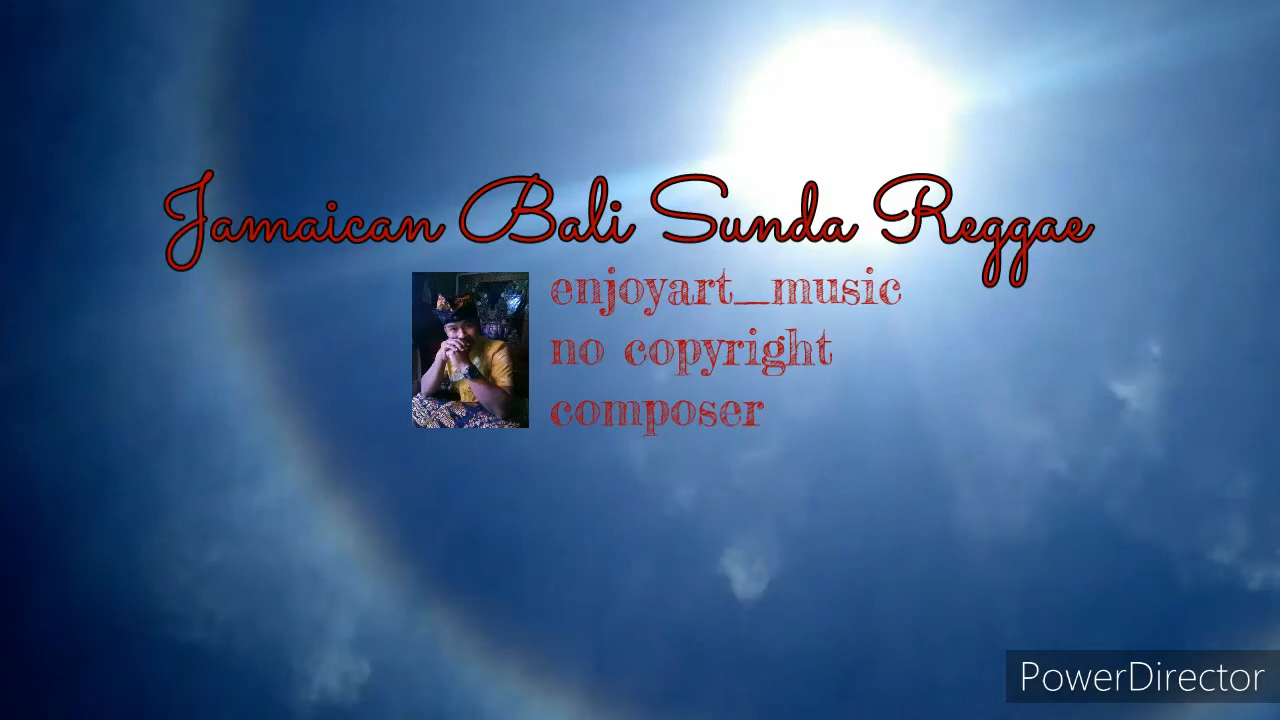 Jamaican Bali Sunda Reggae
enjoyart_music
no copyright
composer
PowerDirector